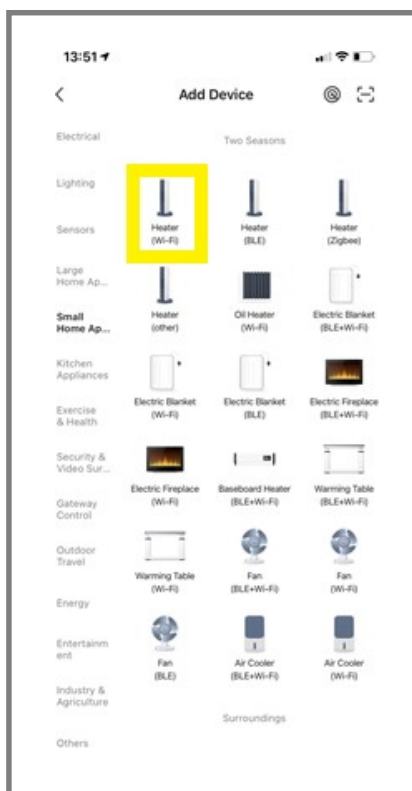 13:51
Add Device
Electrical
Lighting
Sensors
Large
Home Ap...
Small
Home Ap...
Kitchen
Appliances
Exercise
& Health
Security &
Video Sur...
Gateway
Control
Outdoor
Travel
Energy
Entertainm
ent
Industry &
Agriculture
Others
Two Seasons
Heater
(Wi-Fi)
Heater
(BLE)
Heater
(Zigbee)
Heater
(other)
Oil Heater
(Wi-Fi)
Electric Blanket
(BLE+Wi-Fi)
Electric Blanket
(Wi-Fi)
Electric Blanket
(BLE)
Electric Fireplace
(BLE+Wi-Fi)
Electric Fireplace
(Wi-Fi)
Baseboard Heater
(BLE+Wi-Fi)
Warming Table
(BLE+Wi-Fi)
Warming Table
(Wi-Fi)
Fan
(BLE+Wi-Fi)
Fan
(Wi-Fi)
Fan
(BLE)
Air Cooler
(BLE+Wi-Fi)
Air Cooler
(Wi-Fi)
Surroundings